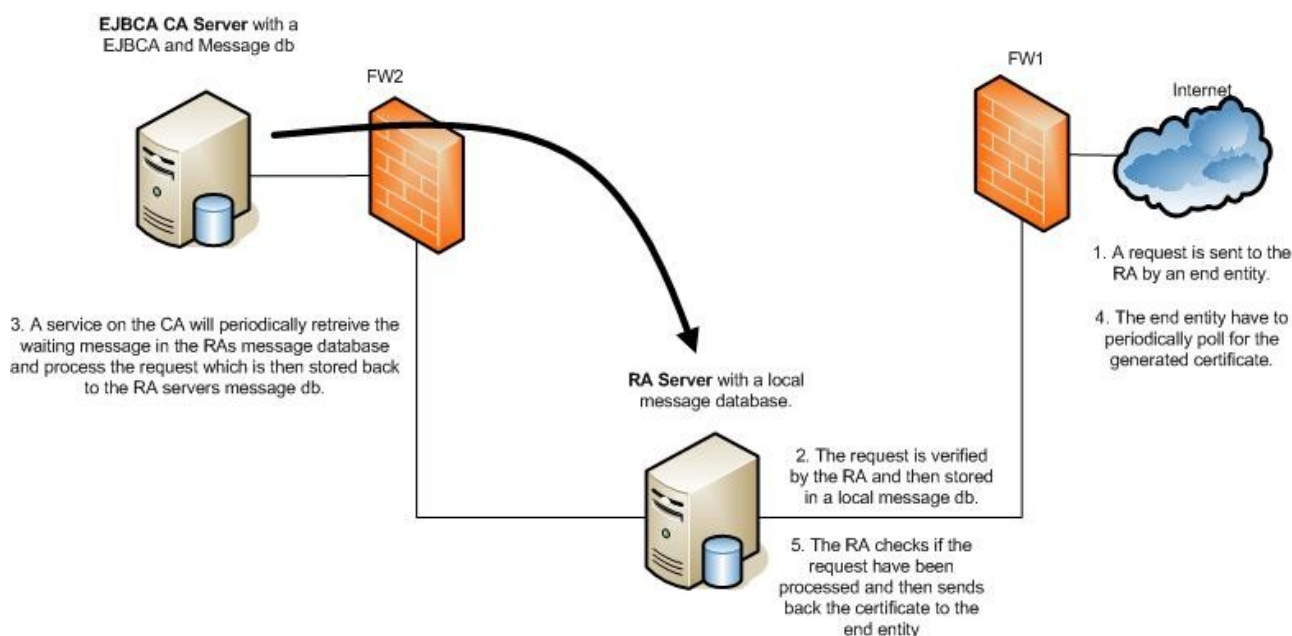 EJBCA CA Server with a
EJBCA and Message db
FW2
FW1
Internet
1. A request is sent to the
RA by an end entity.
4. The end entity have to
periodically poll for the
generated certificate.
3. A service on the CA will periodically retreive the
waiting message in the RAs message database
and process the request which is then stored back
to the RA servers message db.
RA Server with a local
message database.
2. The request is verified
by the RA and then stored
in a local message db.
5. The RA checks if the
request have been
processed and then sends
back the certificate to the
end entity